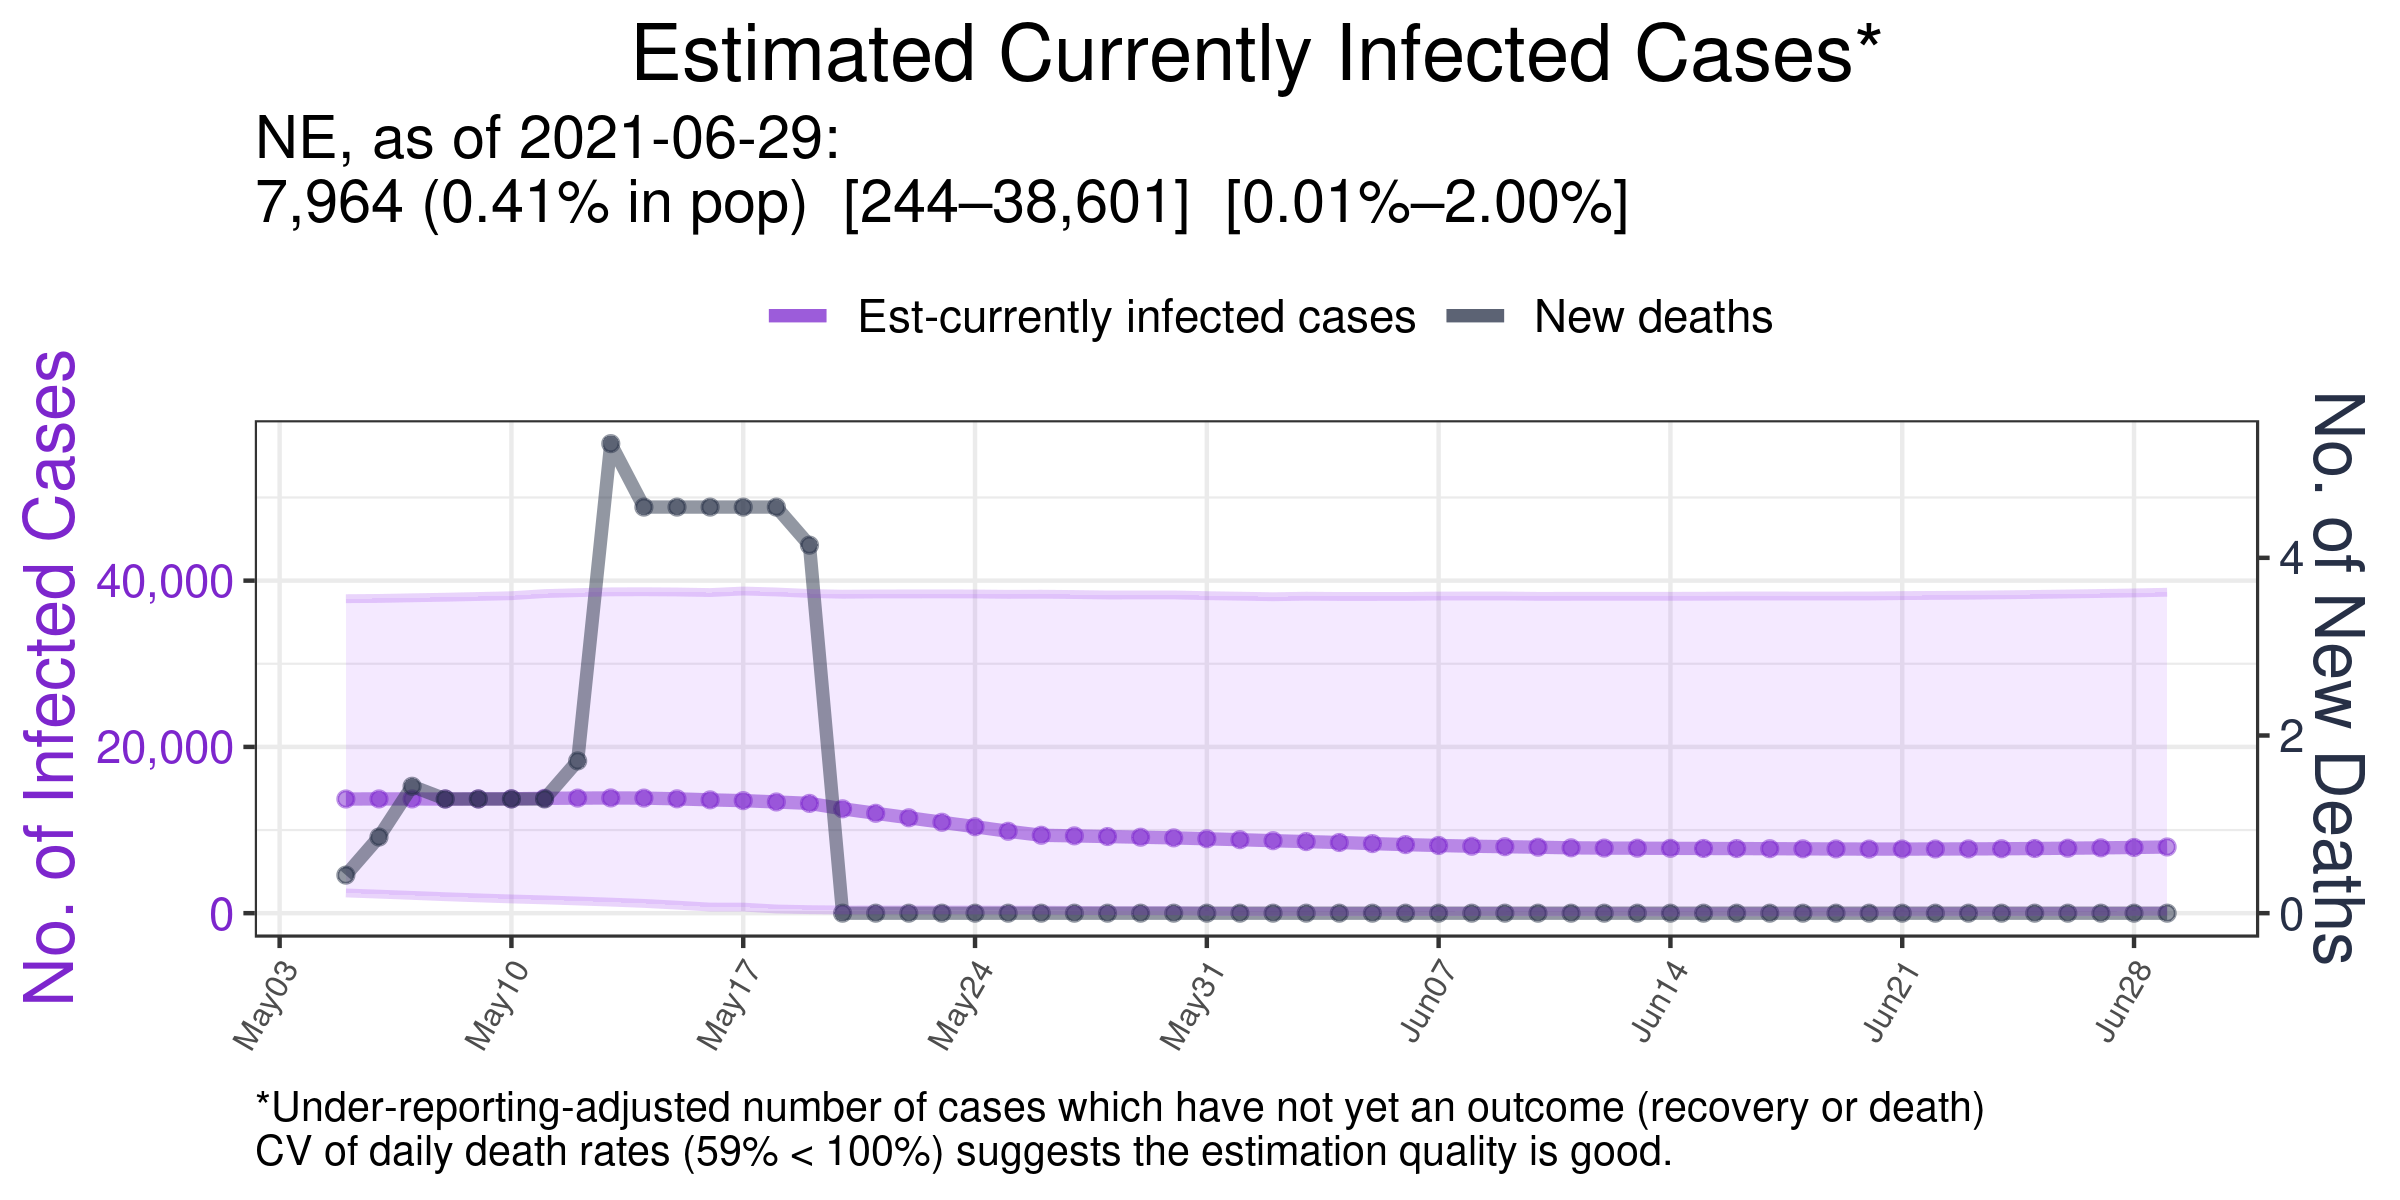 Estimated Currently Infected Cases*
NE, as of 2021-06-29:
7,964 (0.41% in pop)  [244–38,601]  [0.01%–2.00%]
Est-currently infected cases
New deaths
No. of Infected Cases
40,000
20,000
0
No. of New Deaths
4
2
0
May03
May10
May17
May24
May31
Jun07
Jun14
Jun21
Jun28
*Under-reporting-adjusted number of cases which have not yet an outcome (recovery or death)
CV of daily death rates (59% < 100%) suggests the estimation quality is good.